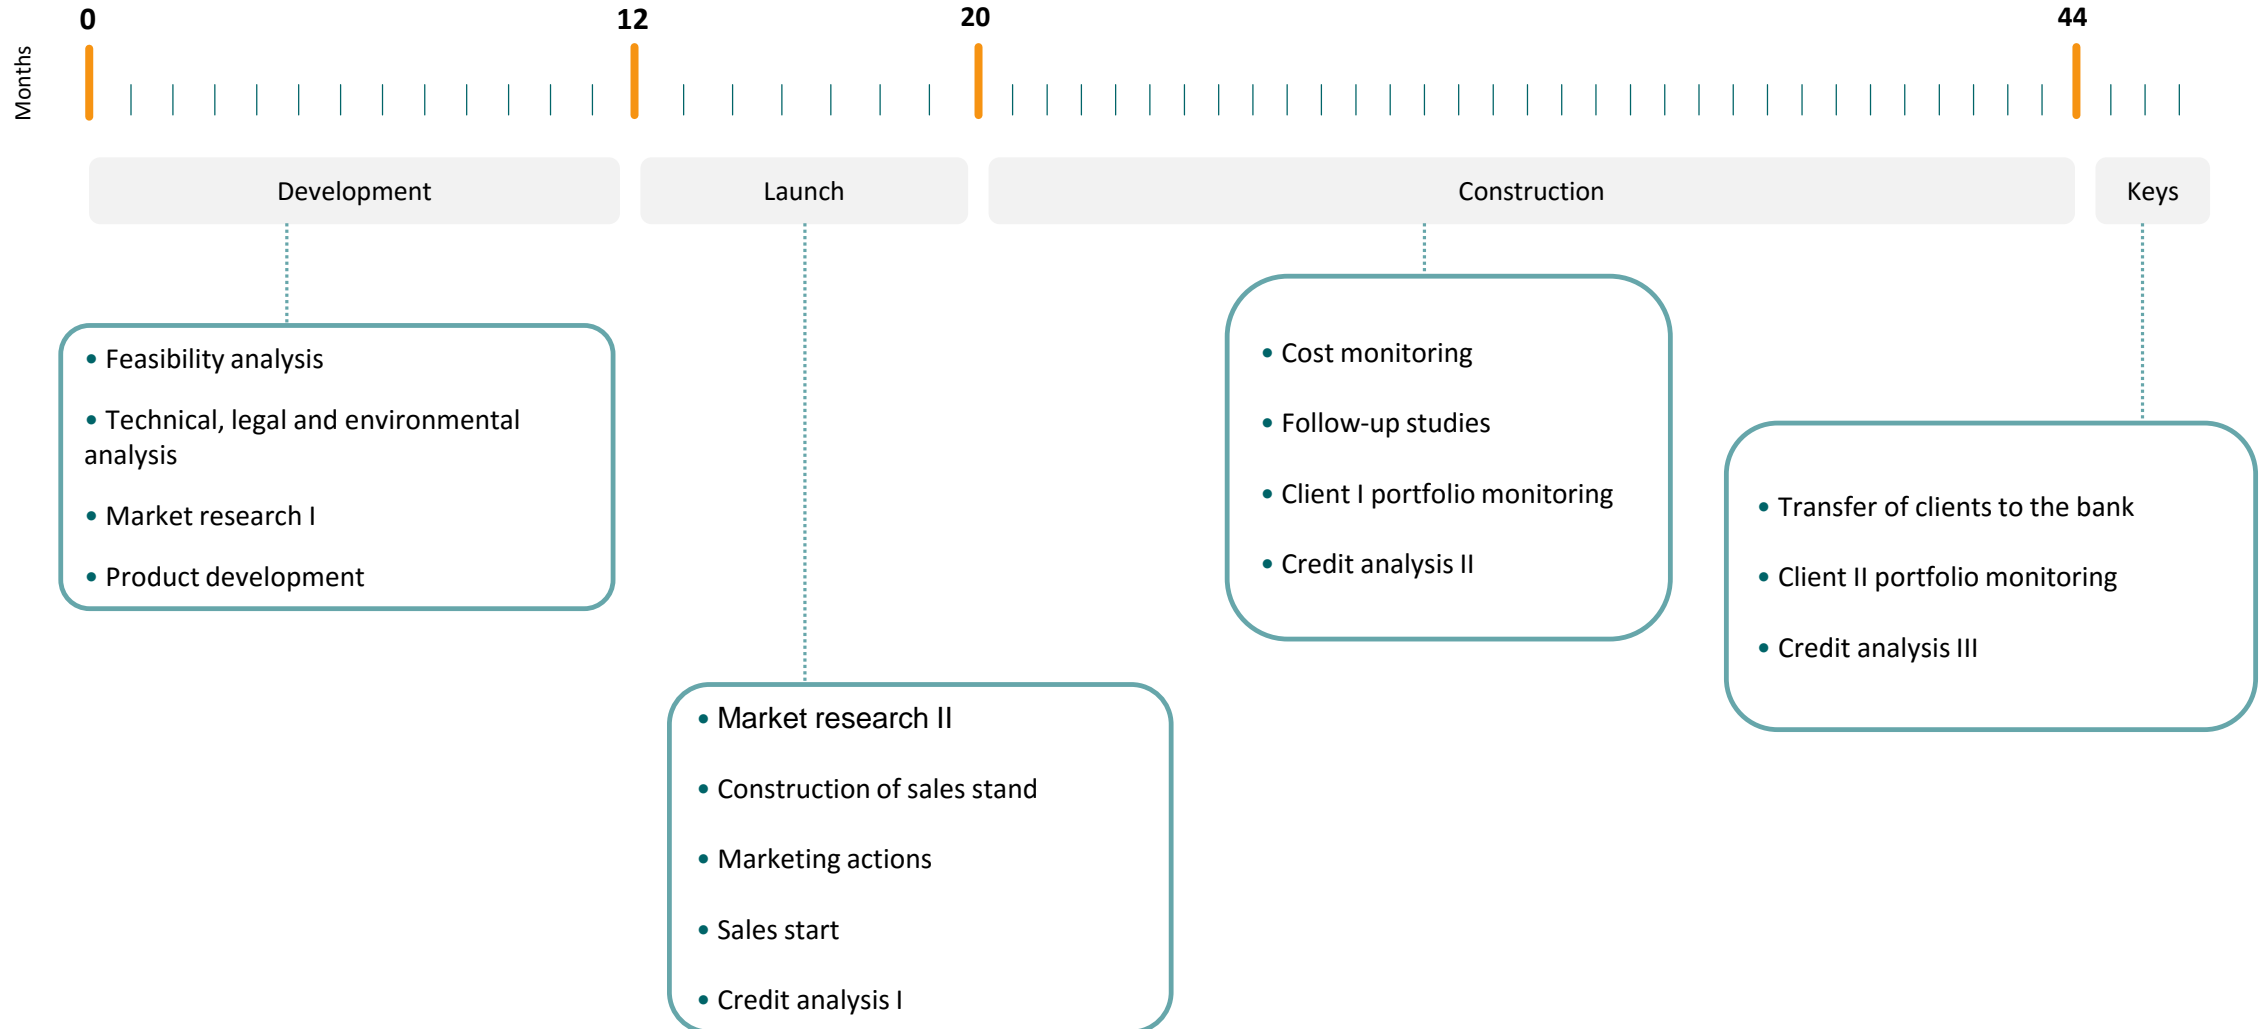 0
12
20
44
Months
Development
Launch
Construction
Keys
• Feasibility analysis
• Technical, legal and environmental
analysis
• Market research I
• Product development
• Market research II
• Construction of sales stand
• Marketing actions
• Sales start
• Credit analysis I
• Cost monitoring
• Follow-up studies
• Client I portfolio monitoring
• Credit analysis II
• Transfer of clients to the bank
• Client II portfolio monitoring
• Credit analysis III